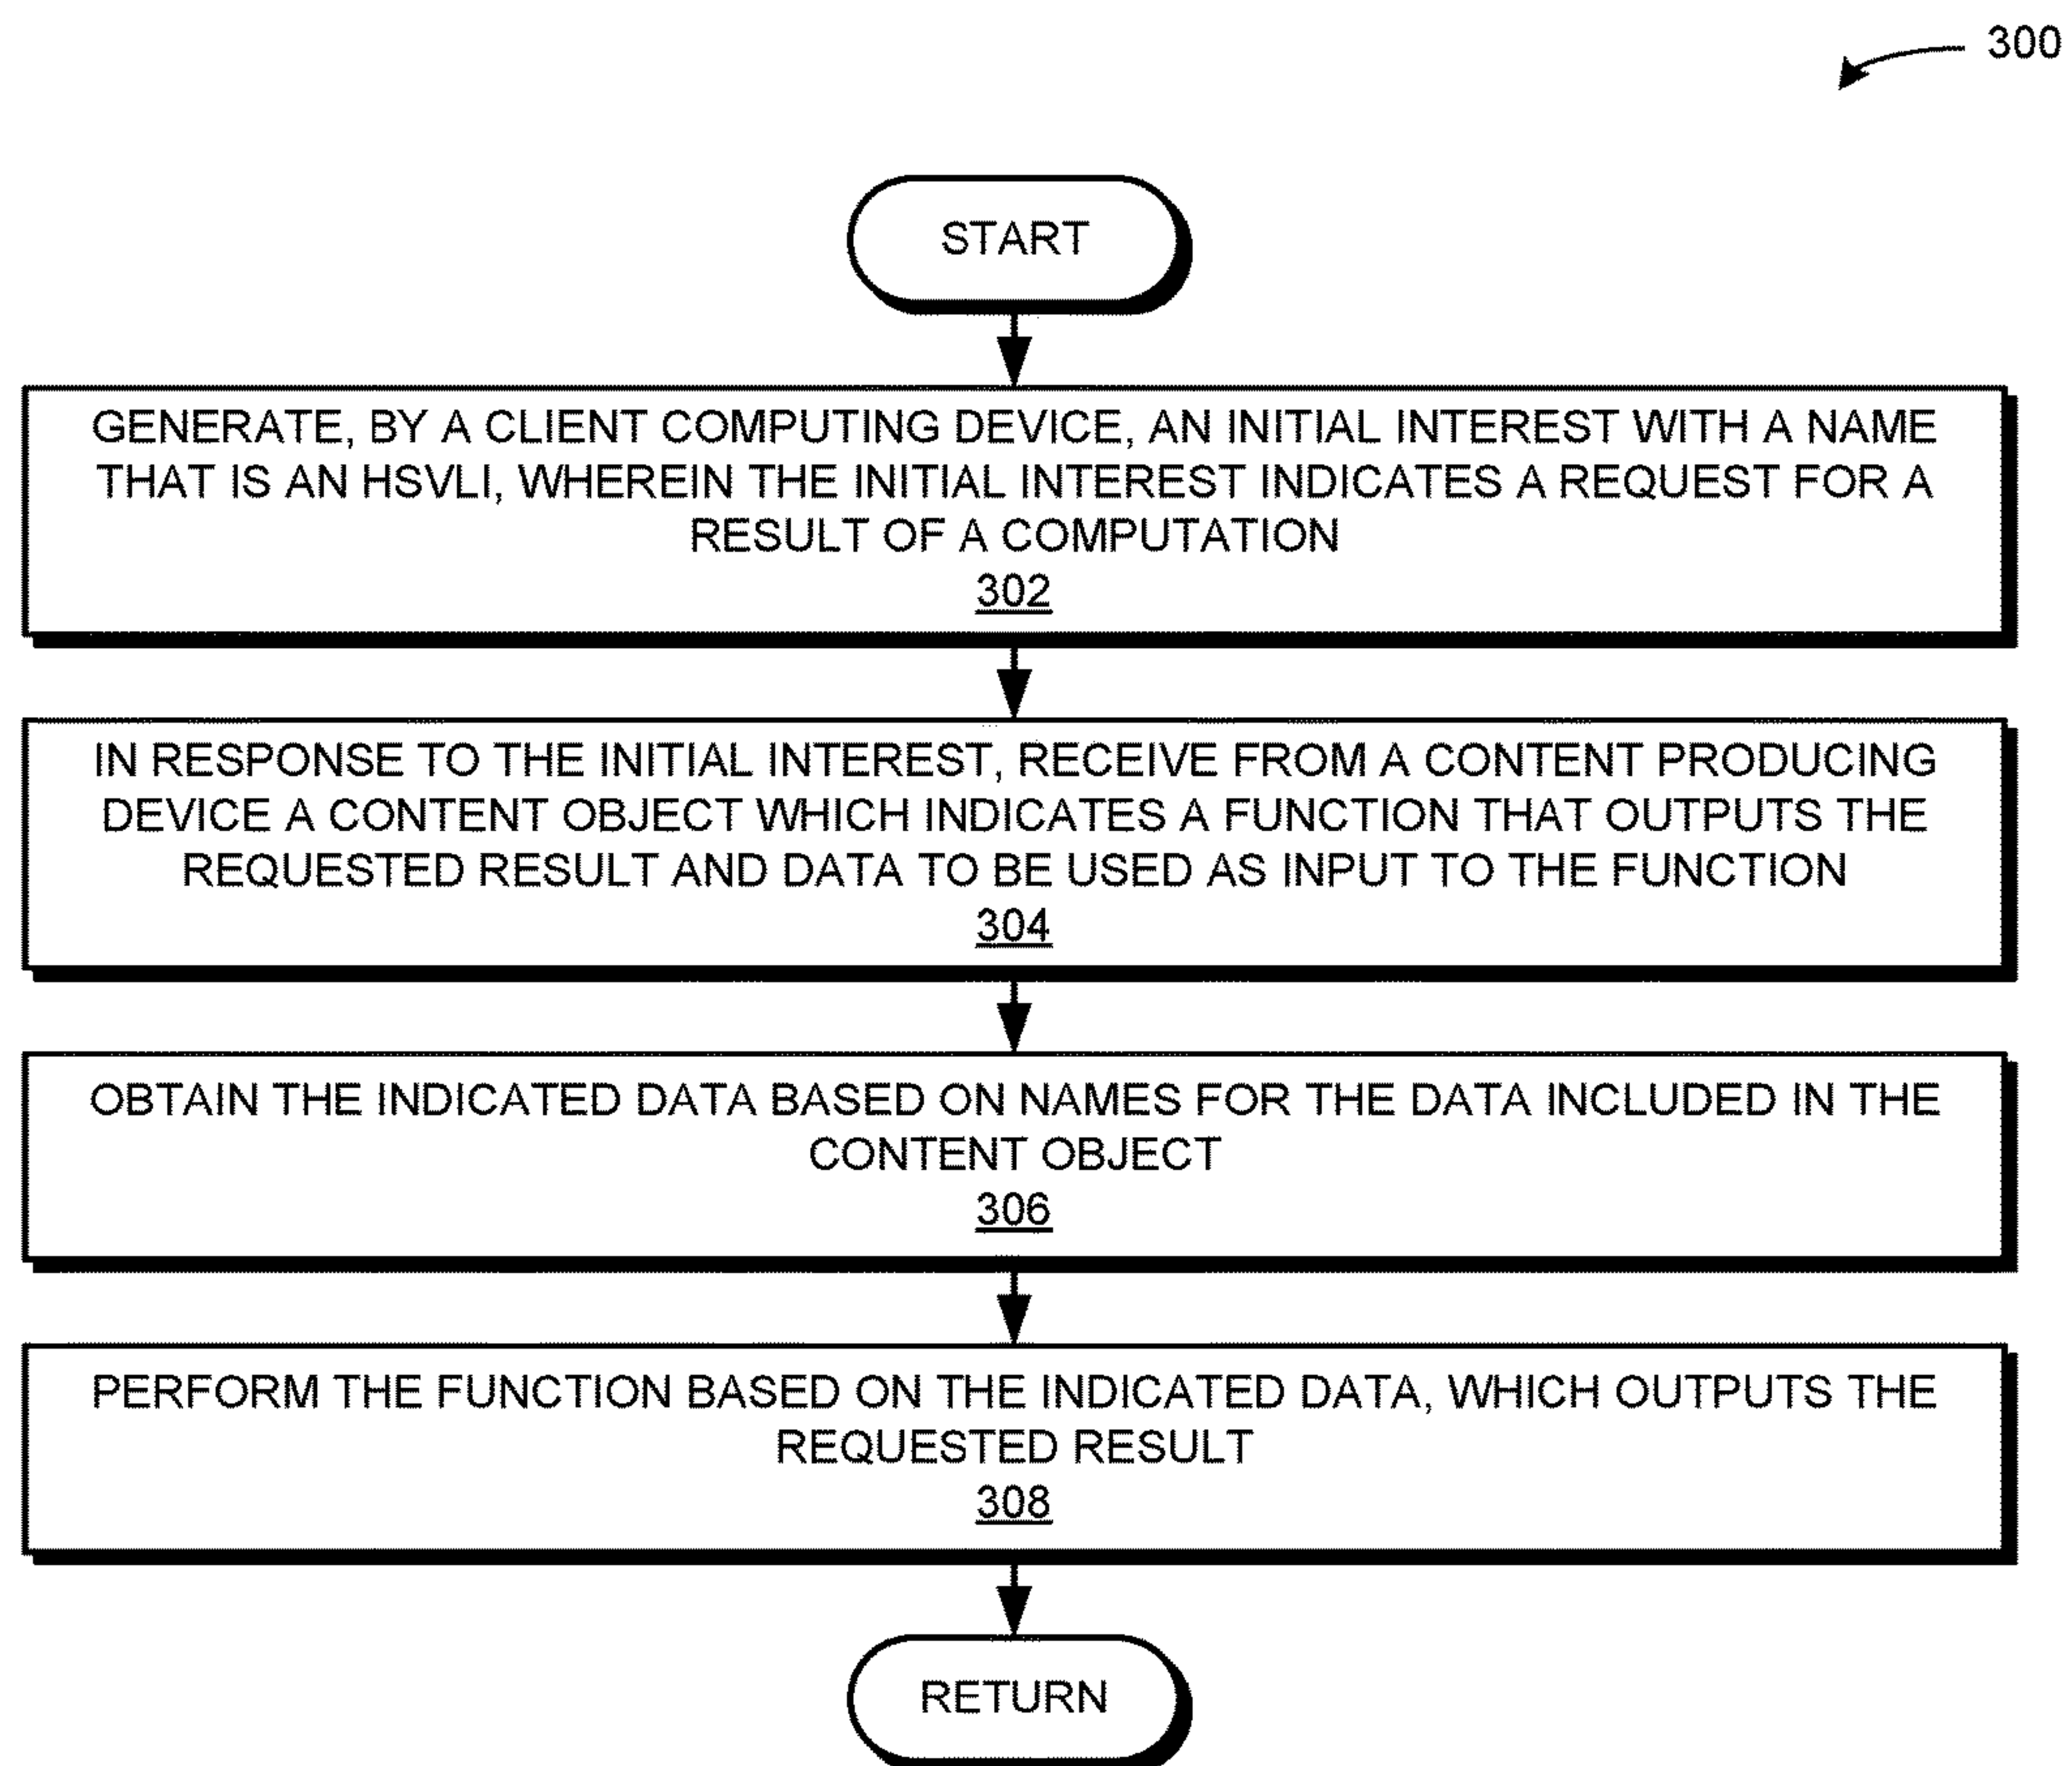 300
START
GENERATE, BY A CLIENT COMPUTING DEVICE, AN INITIAL INTEREST WITH A NAME
THAT IS AN HSVLI, WHEREIN THE INITIAL INTEREST INDICATES A REQUEST FOR A
RESULT OF A COMPUTATION
302
IN RESPONSE TO THE INITIAL INTEREST, RECEIVE FROM A CONTENT PRODUCING
DEVICE A CONTENT OBJECT WHICH INDICATES A FUNCTION THAT OUTPUTS THE
REQUESTED RESULT AND DATA TO BE USED AS INPUT TO THE FUNCTION
304
OBTAIN THE INDICATED DATA BASED ON NAMES FOR THE DATA INCLUDED IN THE
CONTENT OBJECT
306
PERFORM THE FUNCTION BASED ON THE INDICATED DATA, WHICH OUTPUTS THE
REQUESTED RESULT
308
RETURN